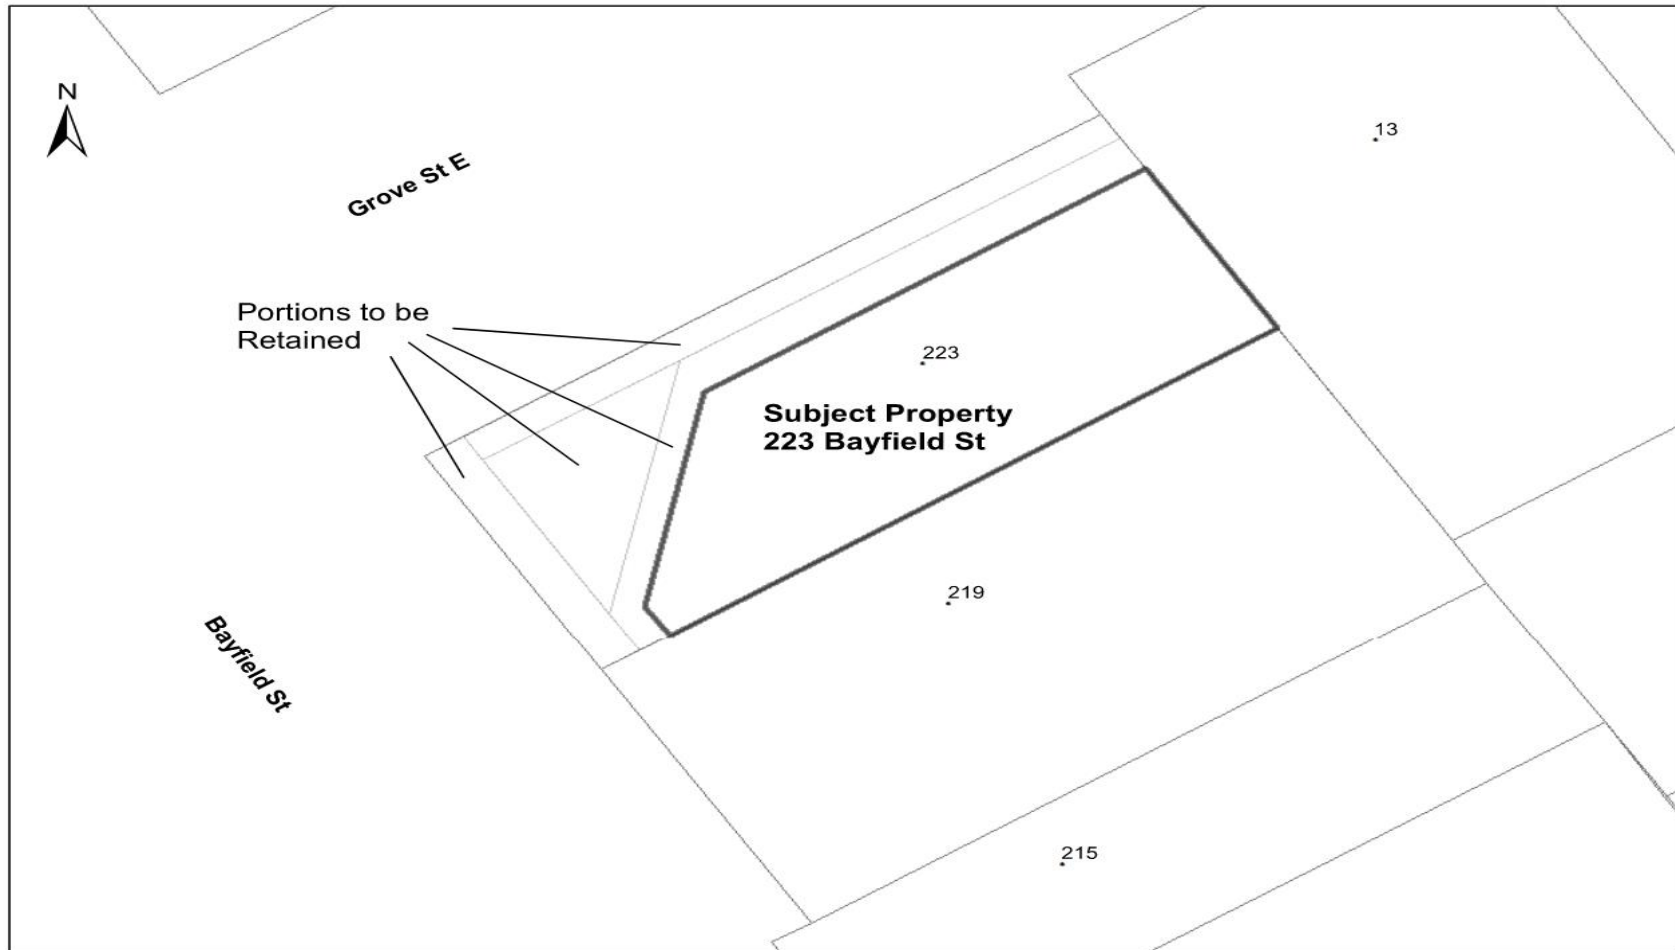 N
13
Grove St E
Portions to be
Retained
223
Subject Property
223 Bayfield St
219
Bayfield St
215